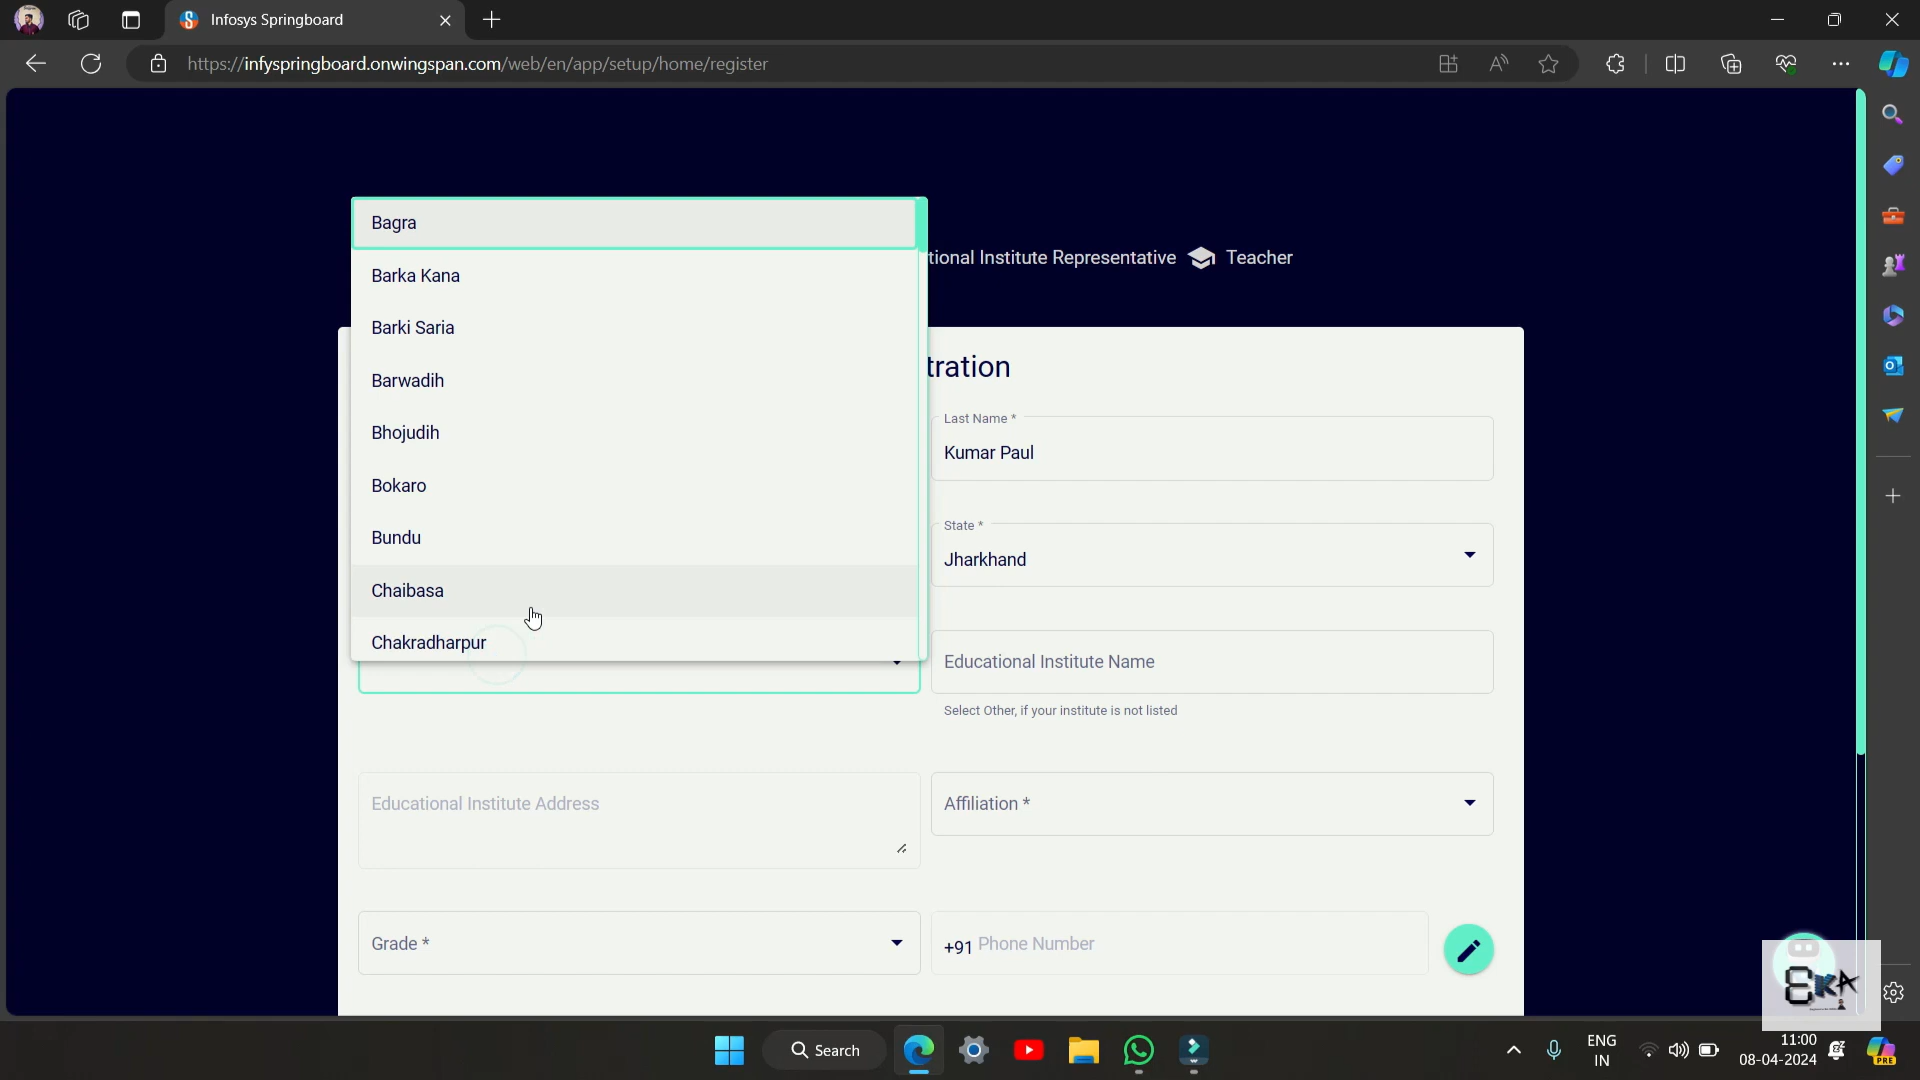 Infosys Springboard
https://infyspringboard.onwingspan.com/web/en/app/setup/home/register
tional Institute Representative Teacher
tration
Bagra
Barka Kana
Barki Saria
Barwadih
Bhojudih
Bokaro
Bundu
Chaibasa
Chakradharpur
Last Name *
Kumar Paul
State *
Jharkhand
Educational Institute Name
Select Other, if your institute is not listed
Educational Institute Address
Affiliation *
Grade *
+91 Phone Number
EKA
Search
ENG
IN
11:00
08-04-2024
PRE